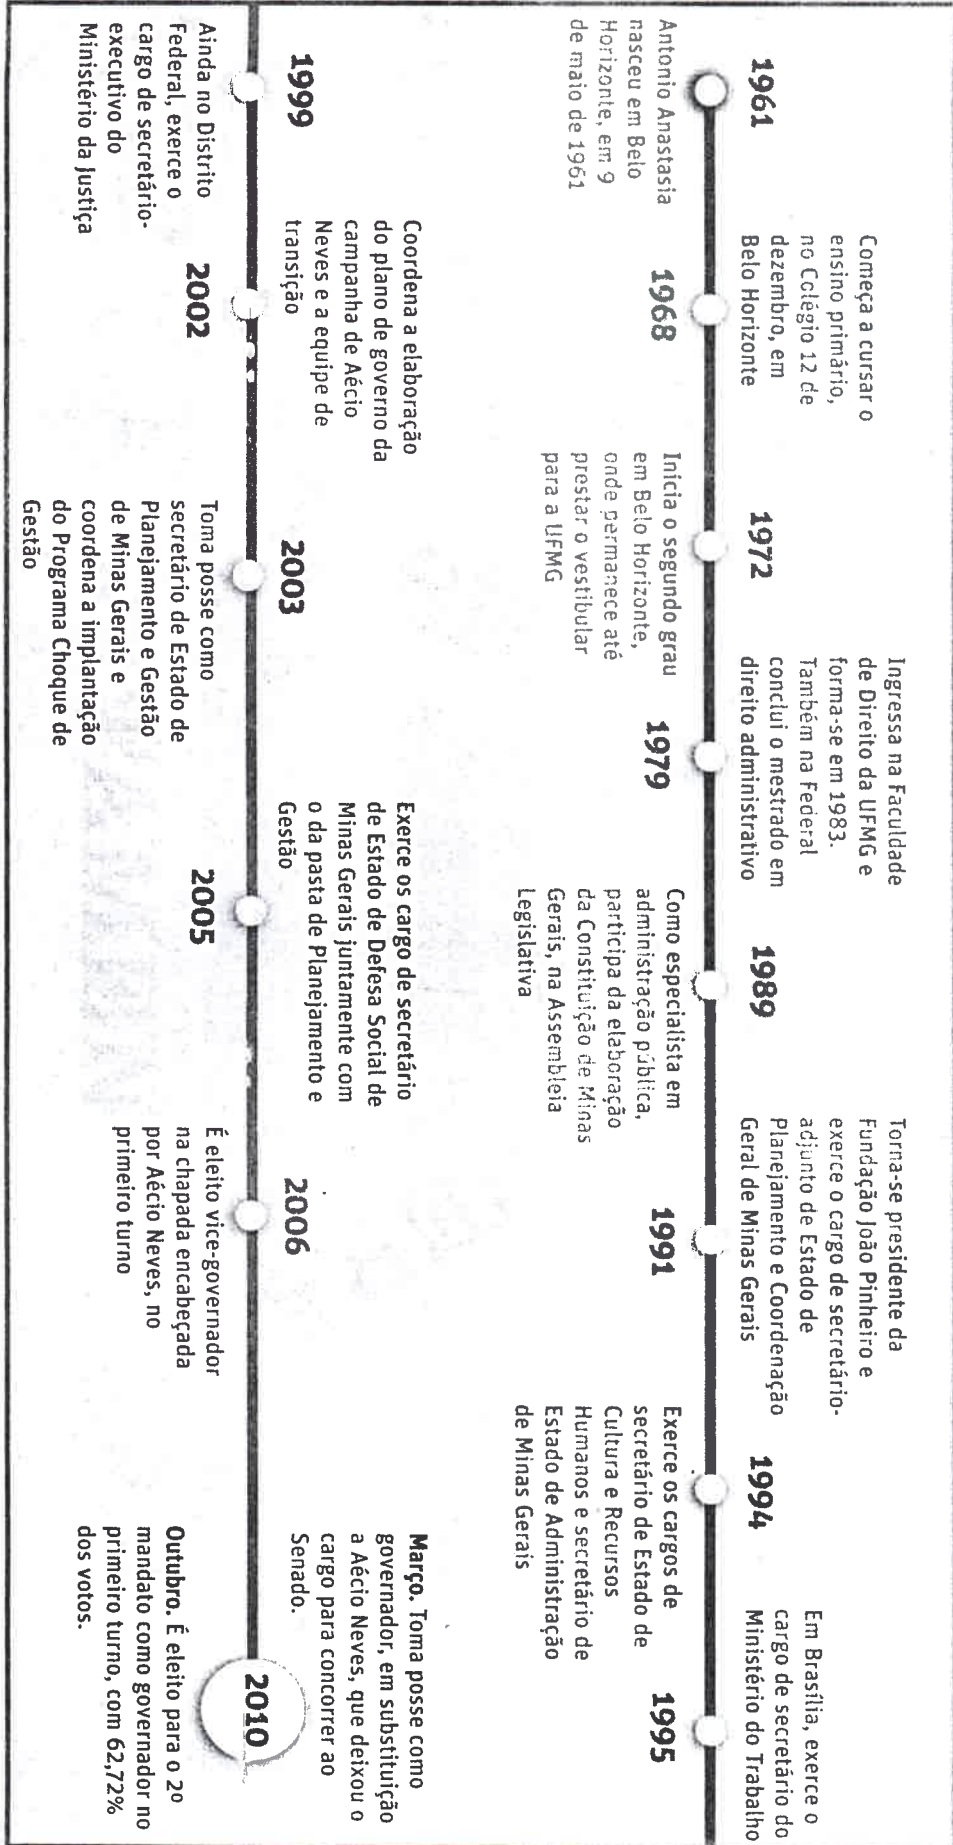 1961
Antonio Anastasia
nasceu em Belo
Horizonte, em 9
de maio de 1961
Começa a cursar o
ensino primário,
no Colégio 12 de
dezembro, em
Belo Horizonte
1968
1972
Inicia o segundo grau
em Belo Horizonte,
onde permanece até
prestar o vestibular
para a UFMG
Ingressa na Faculdade
de Direito da UFMG e
forma-se em 1983.
Também na Federal
conclui o mestrado em
direito administrativo
1979
1989
Como especialista em
administração pública,
participa da elaboração
da Constituição de Minas
Gerais, na Assembleia
Legislativa
Torna-se presidente da
Fundação João Pinheiro e
exerce o cargo de secretário-
adjunto de Estado de
Planejamento e Coordenação
Geral de Minas Gerais
1991
1994
Exerce os cargos de
secretário de Estado de
Cultura e Recursos
Humanos e secretário de
Estado de Administração
de Minas Gerais
Em Brasília, exerce o
cargo de secretário do
Ministério do Trabalho
1995
1999
Ainda no Distrito
Federal, exerce o
cargo de secretário-
executivo do
Ministério da Justiça
Coordena a elaboração
do plano de governo da
campanha de Aécio
Neves e a equipe de
transição
2002
2003
Toma posse como
secretário de Estado de
Planejamento e Gestão
de Minas Gerais e
coordena a implantação
do Programa Choque de
Gestão
Exerce os cargo de secretário
de Estado de Defesa Social de
Minas Gerais juntamente com
o da pasta de Planejamento e
Gestão
2005
2006
É eleito vice-governador
na chapada encabeçada
por Aécio Neves, no
primeiro turno
Março. Toma posse como
governador, em substituição
a Aécio Neves, que deixou o
cargo para concorrer ao
Senado.
2010
Outubro. É eleito para o 2º
mandato como governador no
primeiro turno, com 62,72%
dos votos.